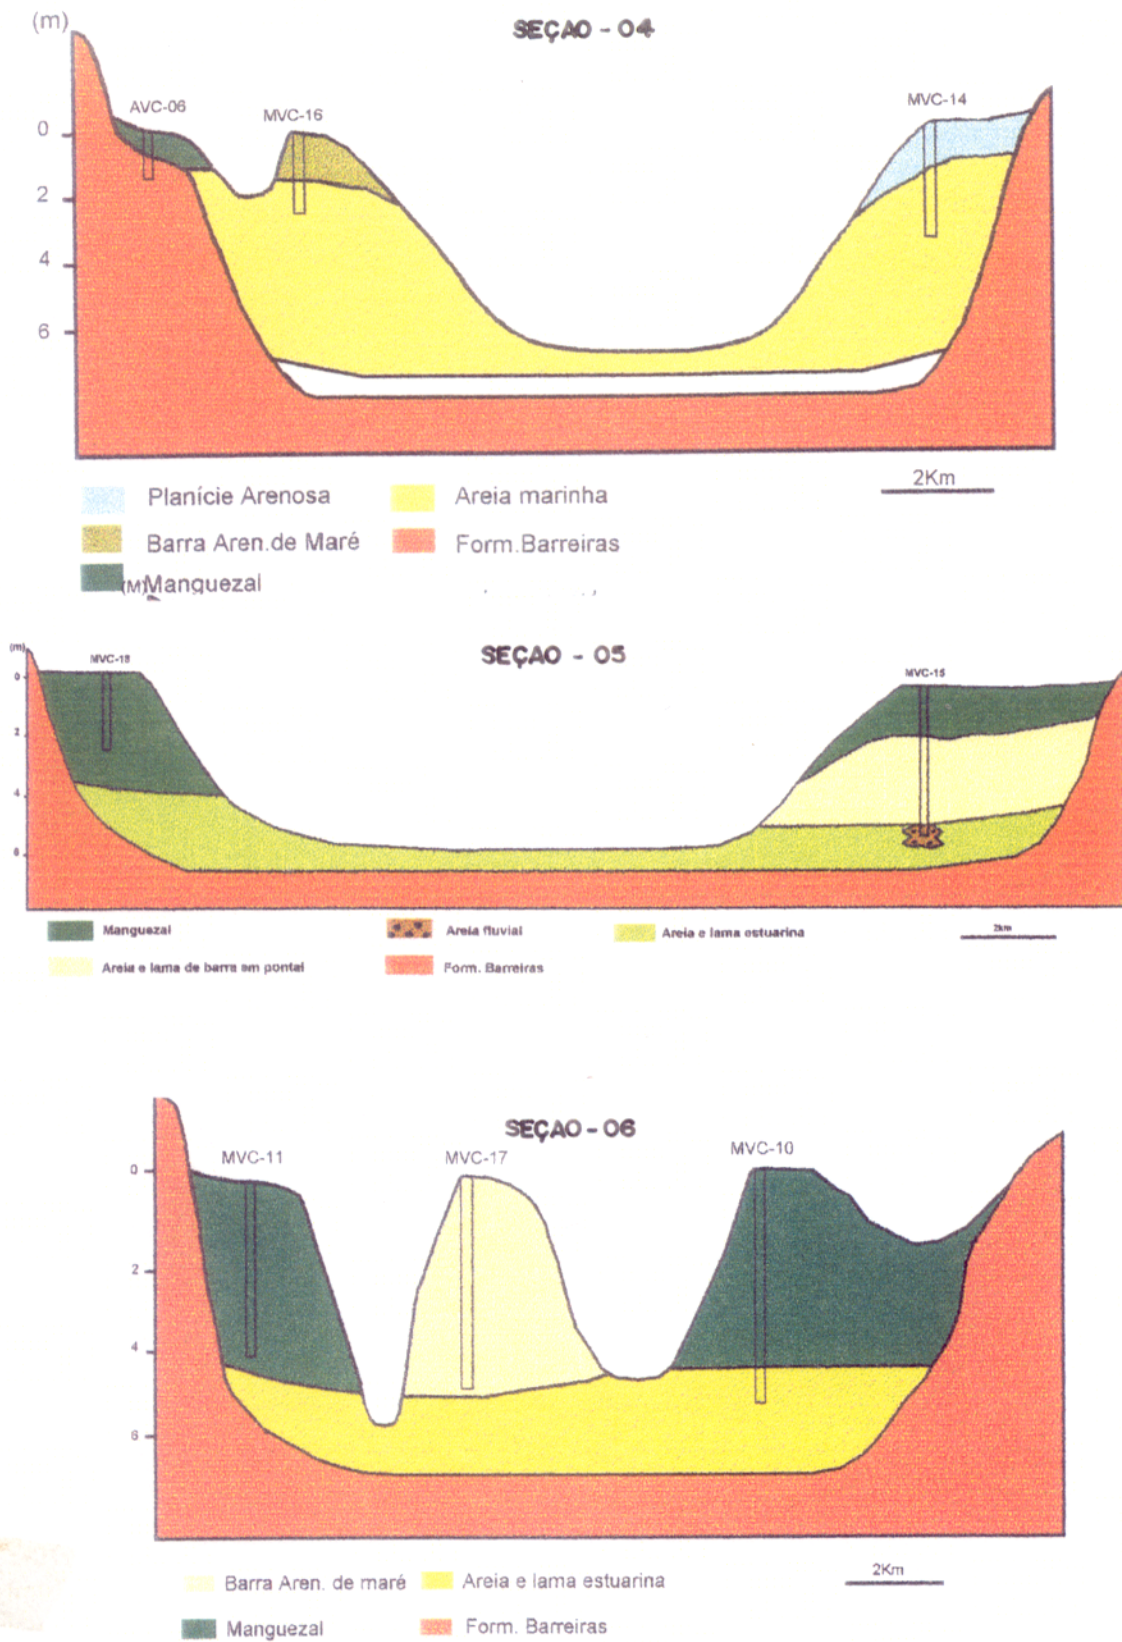 (m)
SEÇAO - 04
AVC-06
MVC-16
MVC-14
0
2
4
6
2Km
Planície Arenosa
Areia marinha
Barra Aren.de Maré
Form.Barreiras
(M)Manguezal
(m)
SEÇAO - 05
MVC-18
MVC-15
0
2
4
6
Manguezal
Areia fluvial
Areia e lama estuarina
2km
Areia e lama de barra em pontal
Form. Barreiras
SEÇAO - 06
MVC-11
MVC-17
MVC-10
0
2
4
6
2Km
Barra Aren. de maré
Areia e lama estuarina
Manguezal
Form. Barreiras